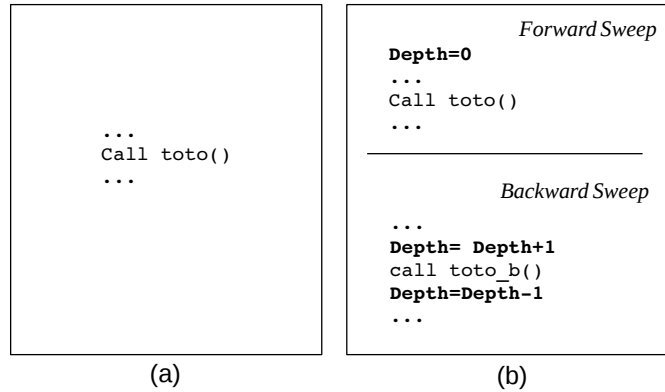 ...
Call toto()
...
(a)
Forward Sweep
Depth=0
...
Call toto()
...
Backward Sweep
...
Depth= Depth+1
call toto_b()
Depth=Depth-1
...
(b)